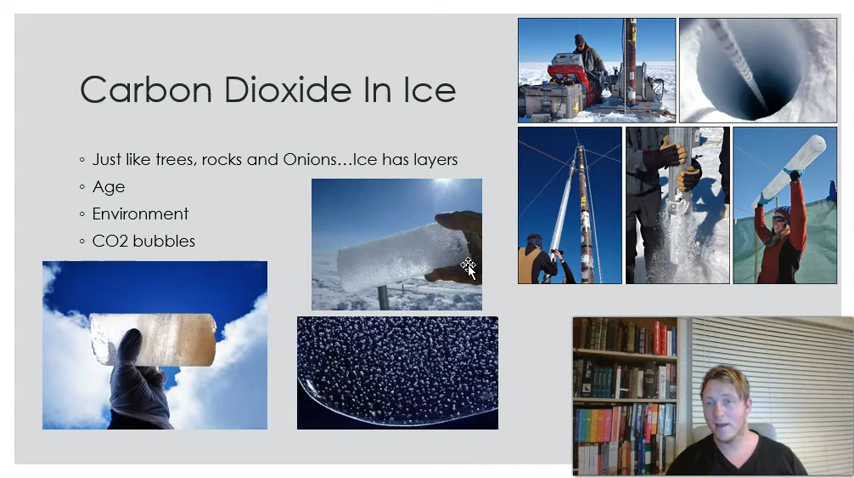 Carbon Dioxide In Ice
◦ Just like trees, rocks and Onions…Ice has layers
◦ Age
◦ Environment
◦ CO2 bubbles